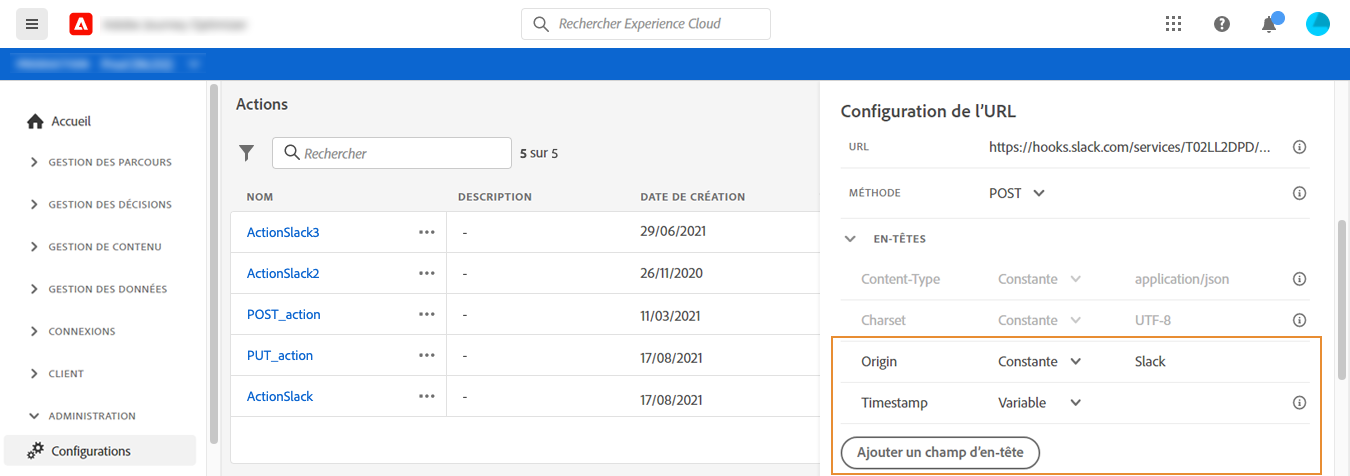 Rechercher Experience Cloud
Accueil
GESTION DES PARCOURS
GESTION DES DÉCISIONS
GESTION DE CONTENU
GESTION DES DONNÉES
CONNEXIONS
CLIENT
ADMINISTRATION
Configurations
Actions
Rechercher
5 sur 5
NOM DESCRIPTION DATE DE CRÉATION
ActionSlack3 ••• - 29/06/2021
ActionSlack2 ••• - 26/11/2020
POST_action ••• - 11/03/2021
PUT_action ••• - 17/08/2021
ActionSlack ••• - 17/08/2021
Configuration de l’URL
URL https://hooks.slack.com/services/T02LL2DPD/...
MÉTHODE POST
EN-TÊTES
Content-Type Constante application/json
Charset Constante UTF-8
Origin Constante Slack
Timestamp Variable
Ajouter un champ d’en-tête